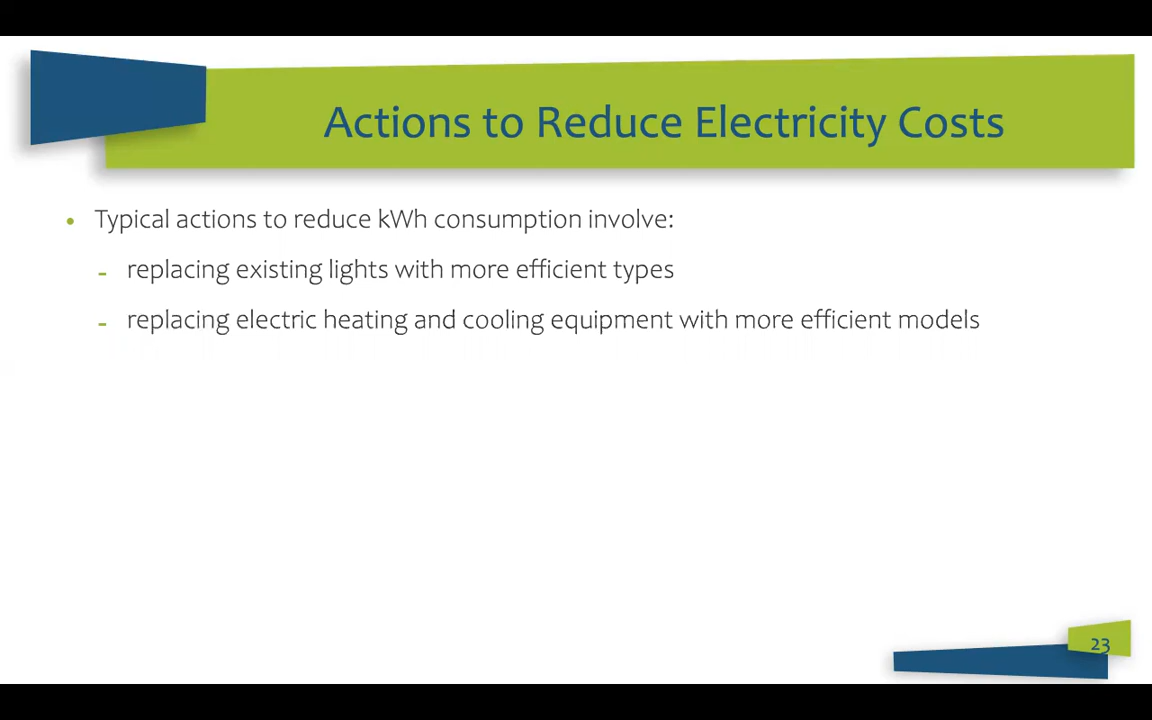 Actions to Reduce Electricity Costs
• Typical actions to reduce kWh consumption involve:
- replacing existing lights with more efficient types
- replacing electric heating and cooling equipment with more efficient models
23